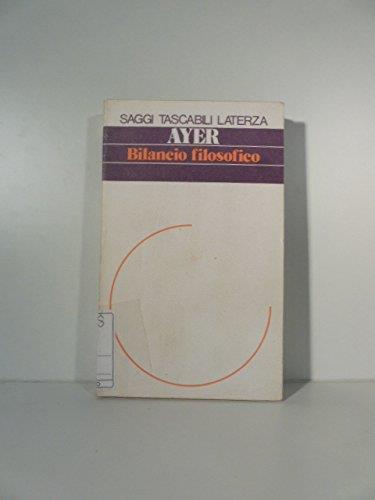 SAGGI TASCABILI LATERZA
AYER
Bilancio filosofico
S